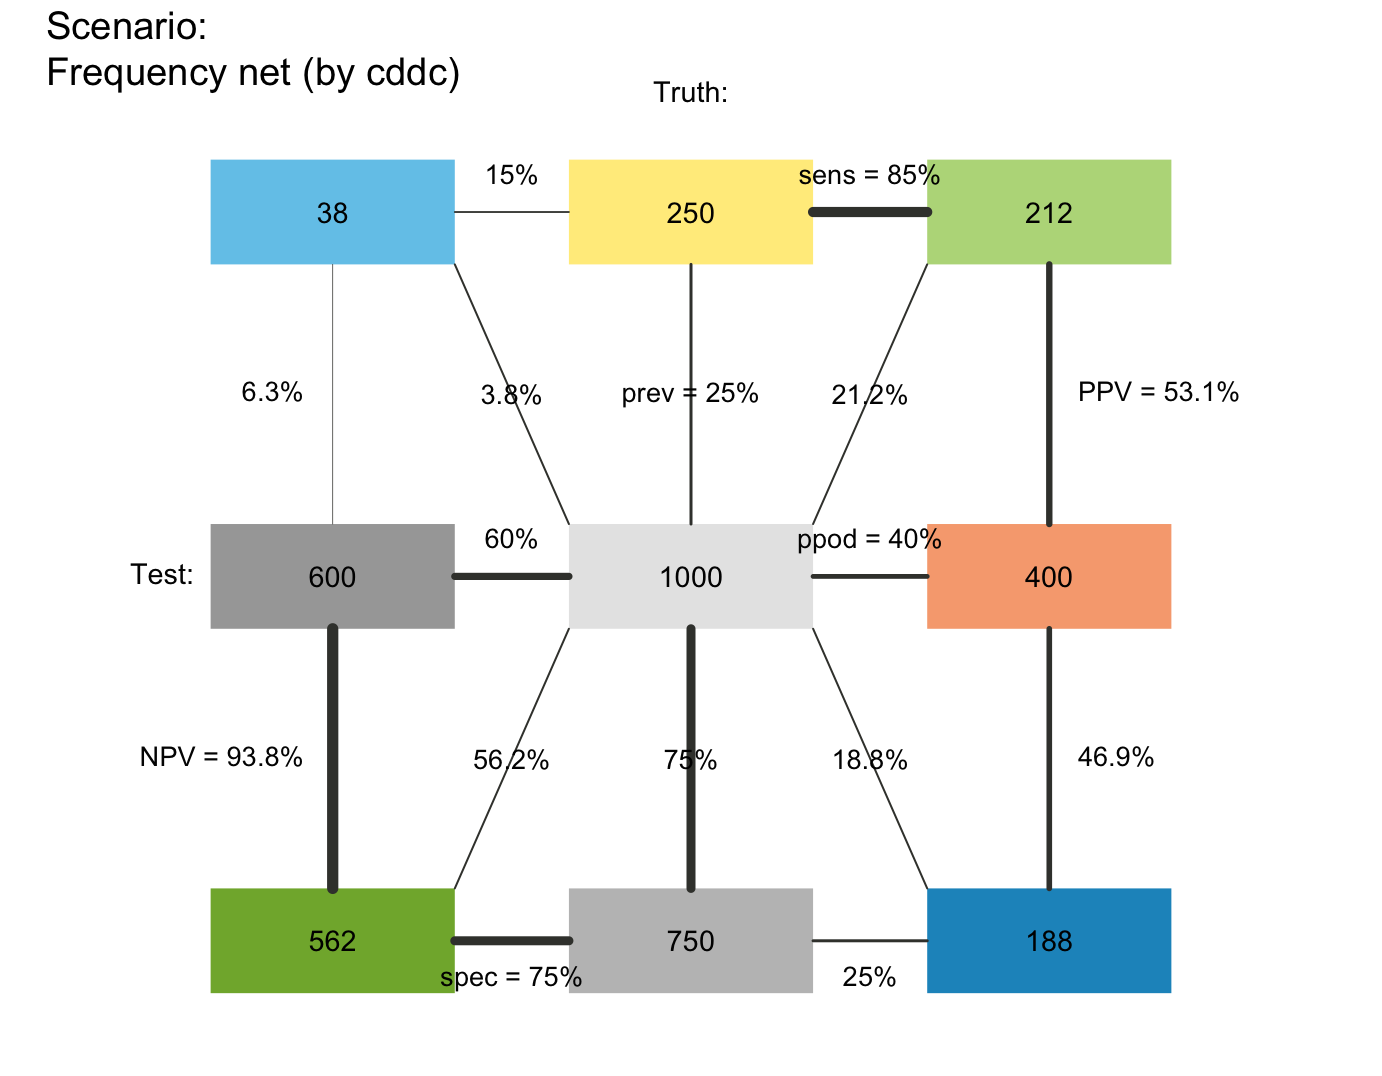 Scenario:
Frequency net (by cddc)
Truth:
15%
sens = 85%
38
250
212
6.3%
3.8%
prev = 25%
21.2%
PPV = 53.1%
60%
ppod = 40%
Test:
600
1000
400
NPV = 93.8%
56.2%
75%
18.8%
46.9%
562
750
188
spec = 75%
25%